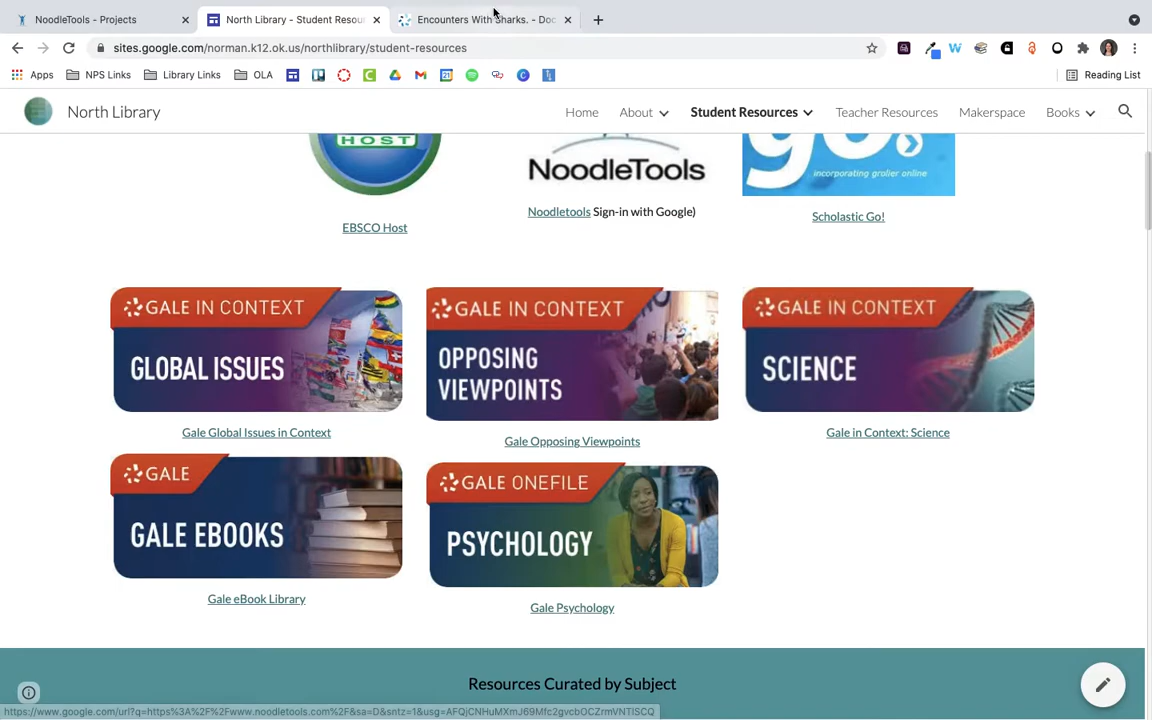 NoodleTools - Projects
North Library - Student Resou
Encounters With Sharks. - Doc
sites.google.com/norman.k12.ok.us/northlibrary/student-resources
Apps NPS Links Library Links OLA Reading List
North Library
Home About Student Resources Teacher Resources Makerspace Books
HOST
NoodleTools
go!
incorporating grolier online
EBSCO Host
Noodletools Sign-in with Google)
Scholastic Go!
GALE IN CONTEXT
GLOBAL ISSUES
Gale Global Issues in Context
GALE IN CONTEXT
OPPOSING
VIEWPOINTS
Gale Opposing Viewpoints
GALE IN CONTEXT
SCIENCE
Gale in Context: Science
GALE
GALE EBOOKS
Gale eBook Library
GALE ONEFILE
PSYCHOLOGY
Gale Psychology
Resources Curated by Subject